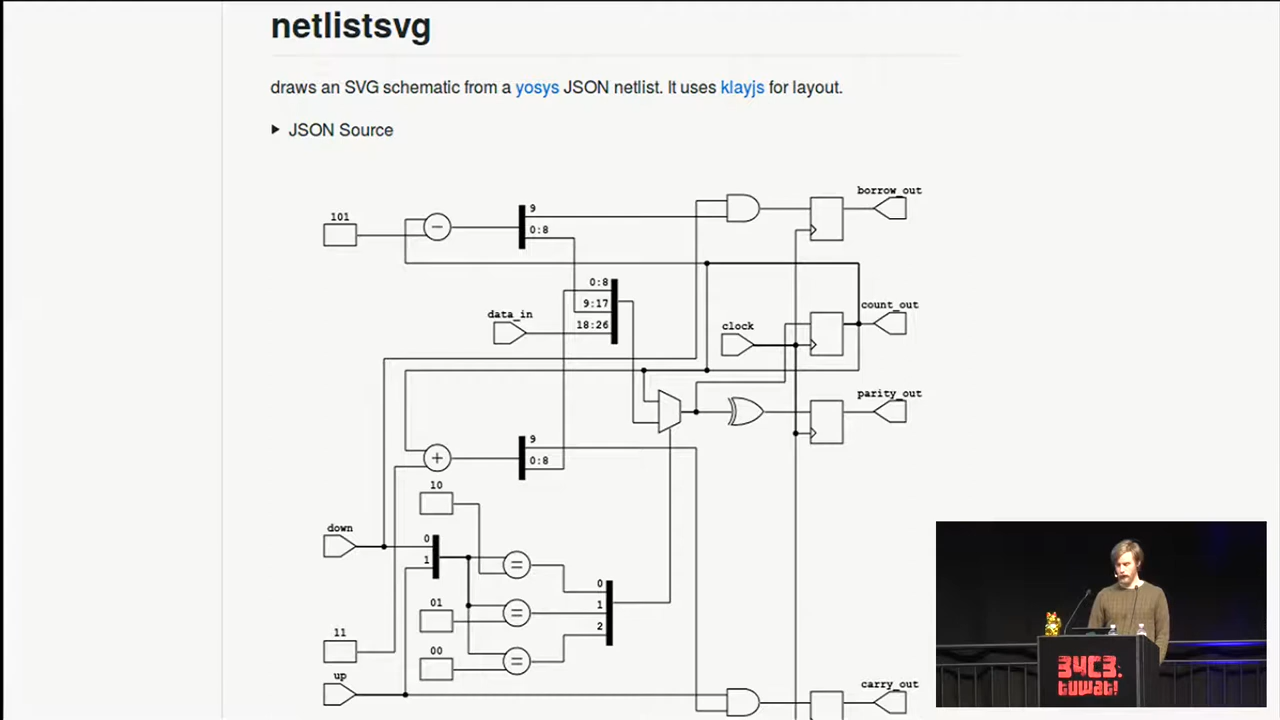 netlistsvg
draws an SVG schematic from a yosys JSON netlist. It uses klayjs for layout.
JSON Source
borrow_out
101
9
0:8
0:8
9:17
18:26
data_in
clock
count_out
parity_out
9
0:8
10
down
0
1
01
0
1
2
11
00
up
carry_out
34C3:
tuwat!